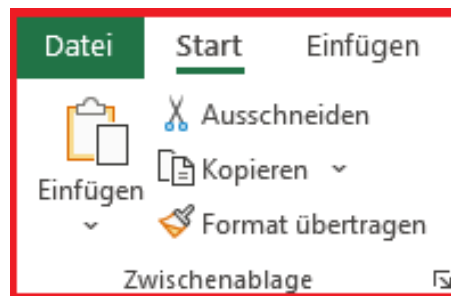 Datei Start Einfügen
Ausschneiden
Kopieren
Einfügen
Format übertragen
Zwischenablage